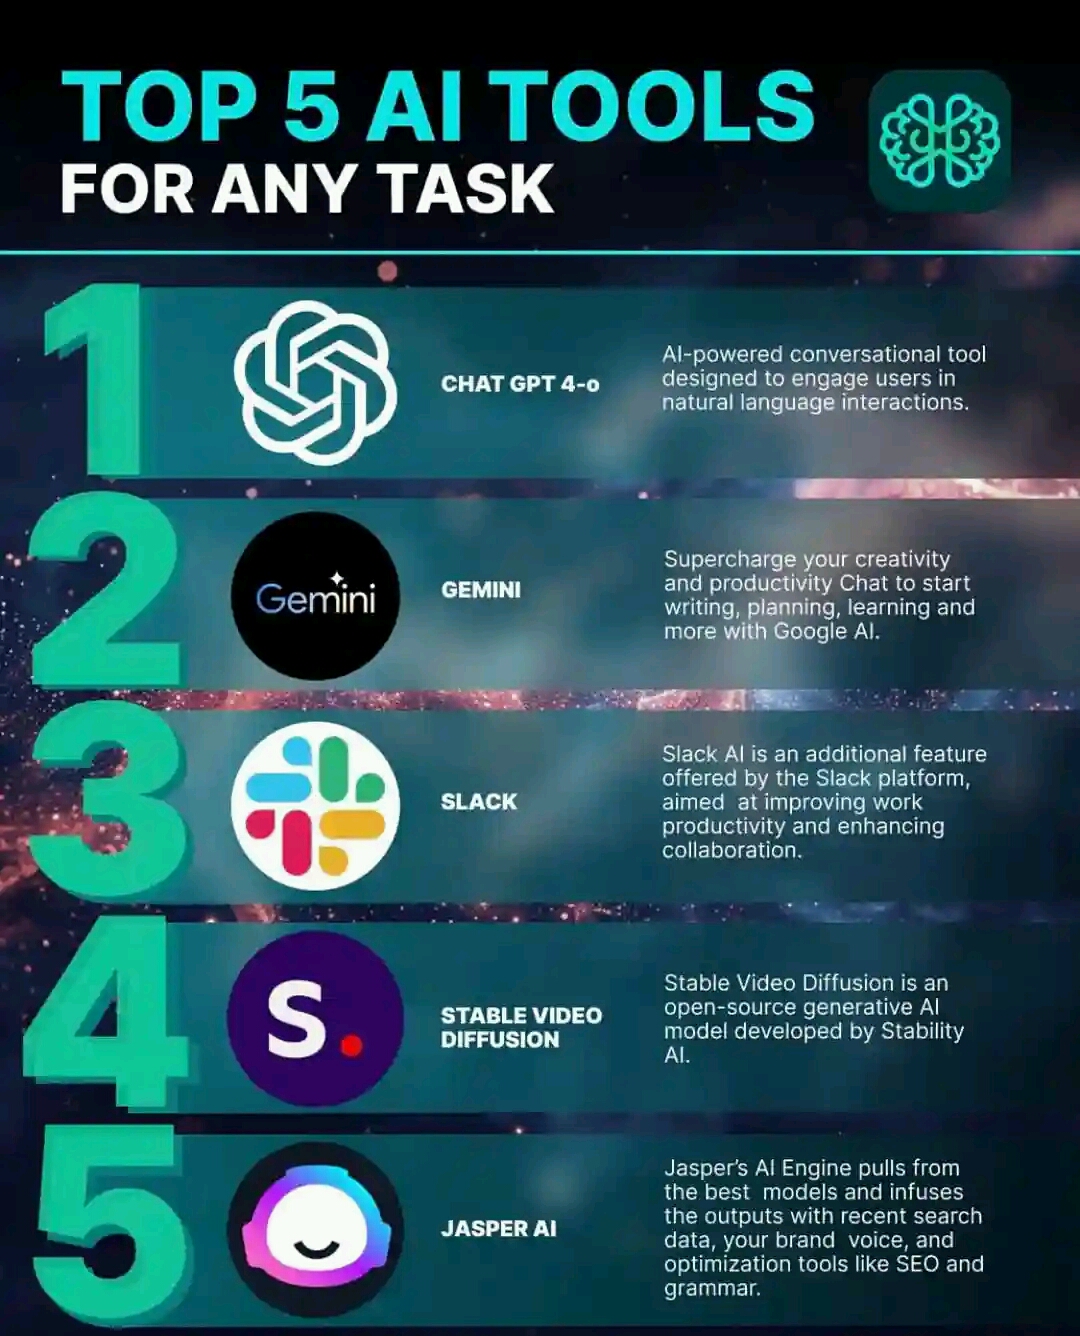 TOP 5 AI TOOLS
FOR ANY TASK
1
CHAT GPT 4-o
AI-powered conversational tool
designed to engage users in
natural language interactions.
2
Gemini
GEMINI
Supercharge your creativity
and productivity Chat to start
writing, planning, learning and
more with Google AI.
3
SLACK
Slack AI is an additional feature
offered by the Slack platform,
aimed at improving work
productivity and enhancing
collaboration.
4
S.
STABLE VIDEO
DIFFUSION
Stable Video Diffusion is an
open-source generative AI
model developed by Stability
AI.
5
JASPER AI
Jasper's AI Engine pulls from
the best models and infuses
the outputs with recent search
data, your brand voice, and
optimization tools like SEO and
grammar.